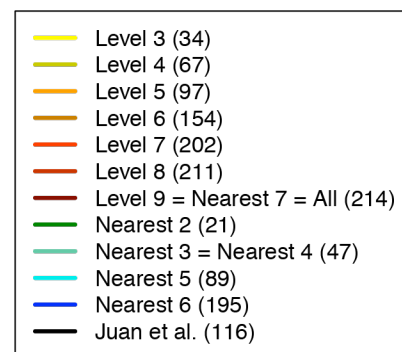 Level 3 (34)
Level 4 (67)
Level 5 (97)
Level 6 (154)
Level 7 (202)
Level 8 (211)
Level 9 = Nearest 7 = All (214)
Nearest 2 (21)
Nearest 3 = Nearest 4 (47)
Nearest 5 (89)
Nearest 6 (195)
Juan et al. (116)